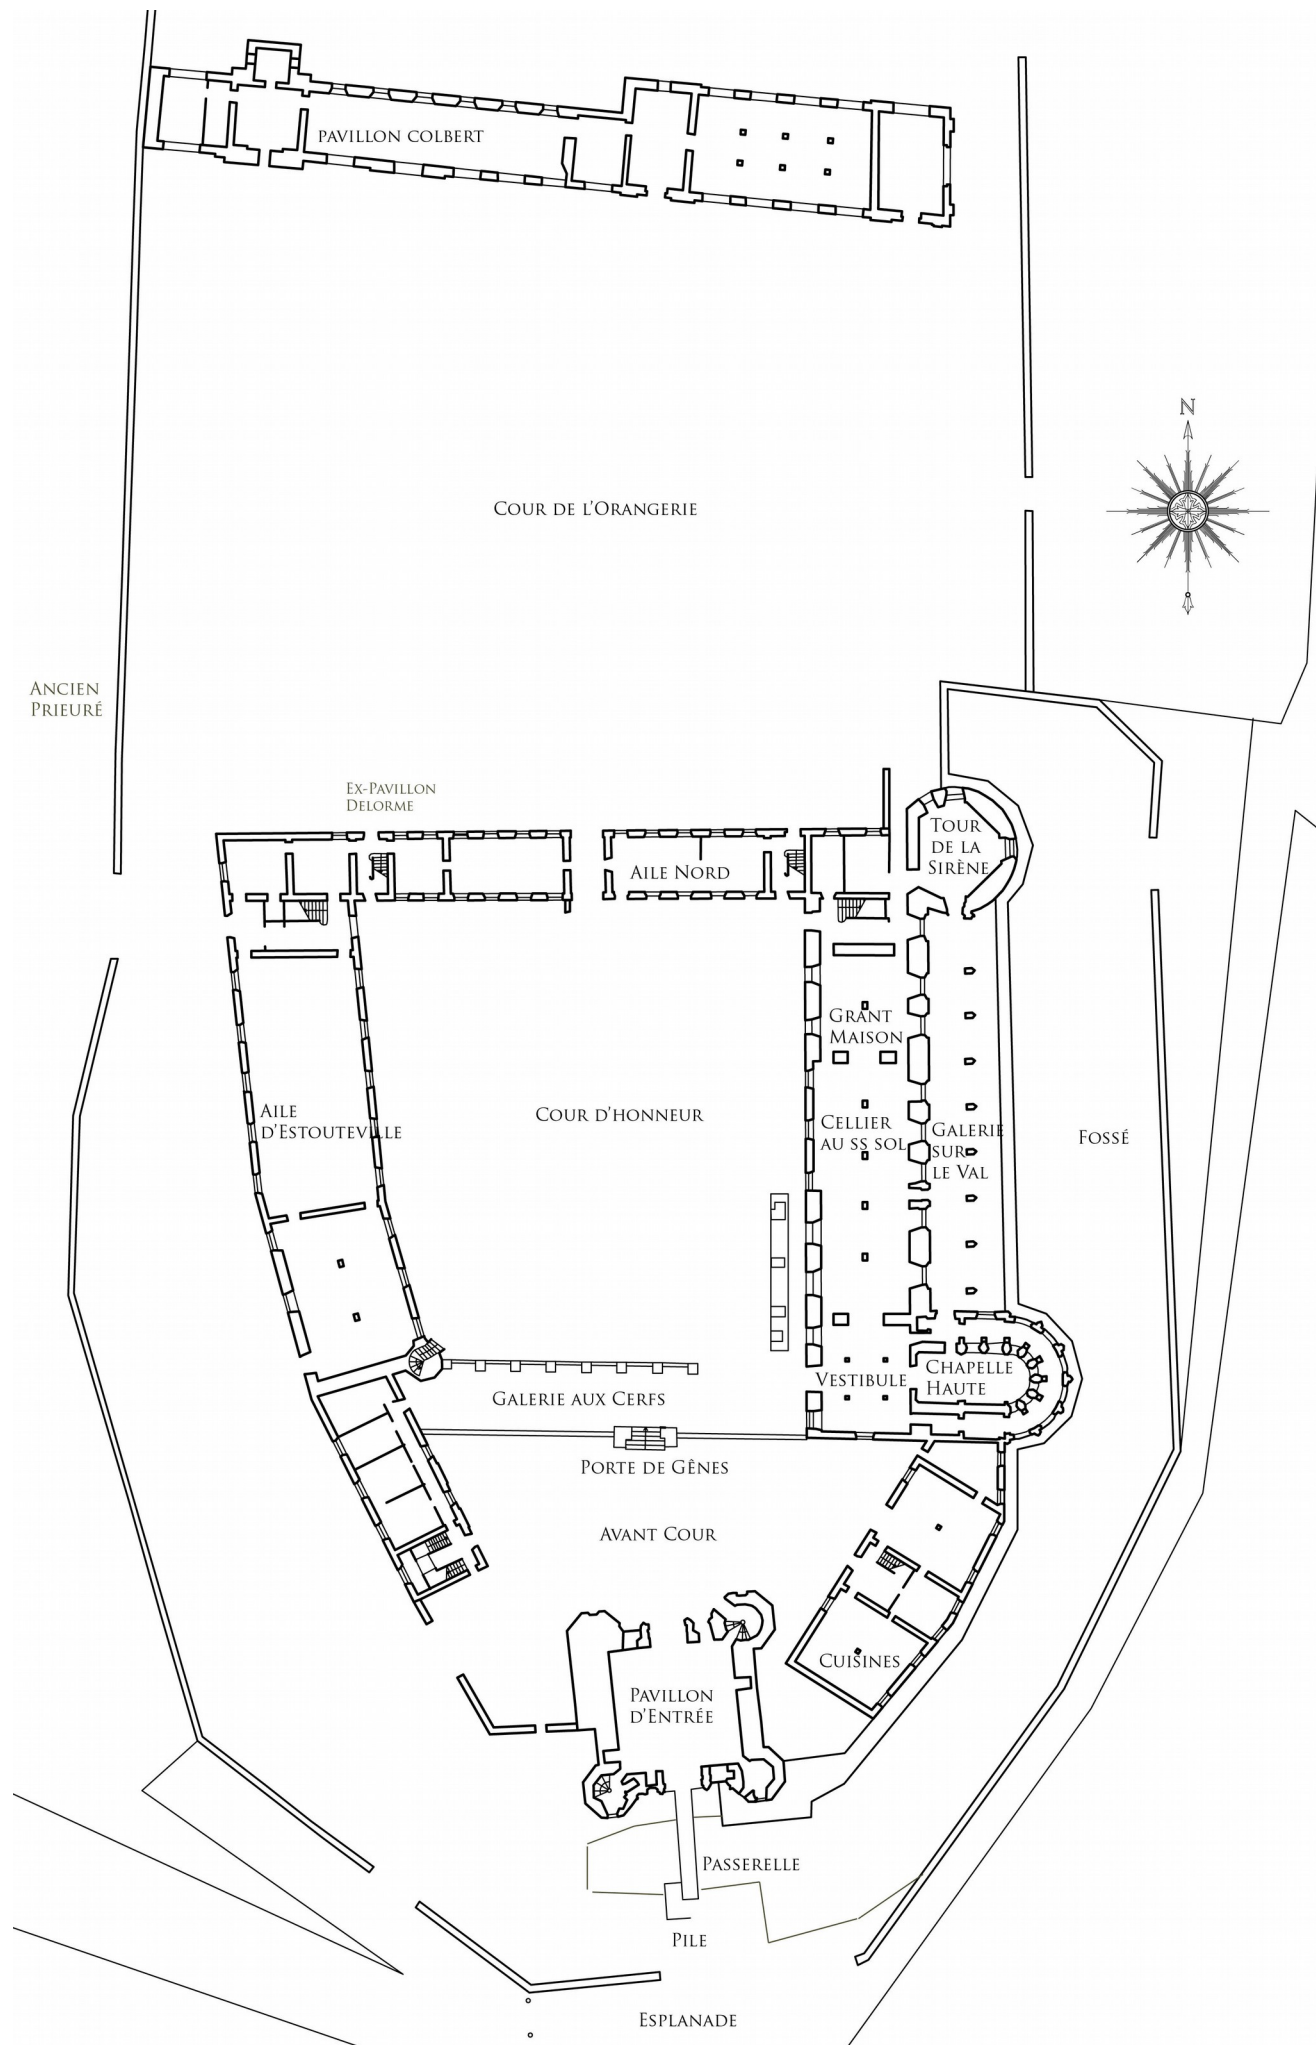 PAVILLON COLBERT
N
COUR DE L'ORANGERIE
ANCIEN
PRIEURÉ
EX-PAVILLON
DELORME
TOUR
DE LA
SIRÈNE
AILE NORD
GRANT
MAISON
AILE
D'ESTOUTEVILLE
COUR D'HONNEUR
CELLIER
AU SS SOL
GALERIE
SUR
LE VAL
FOSSÉ
VESTIBULE
CHAPELLE
HAUTE
GALERIE AUX CERFS
PORTE DE GÊNES
AVANT COUR
CUISINES
PAVILLON
D'ENTRÉE
PASSERELLE
PILE
ESPLANADE